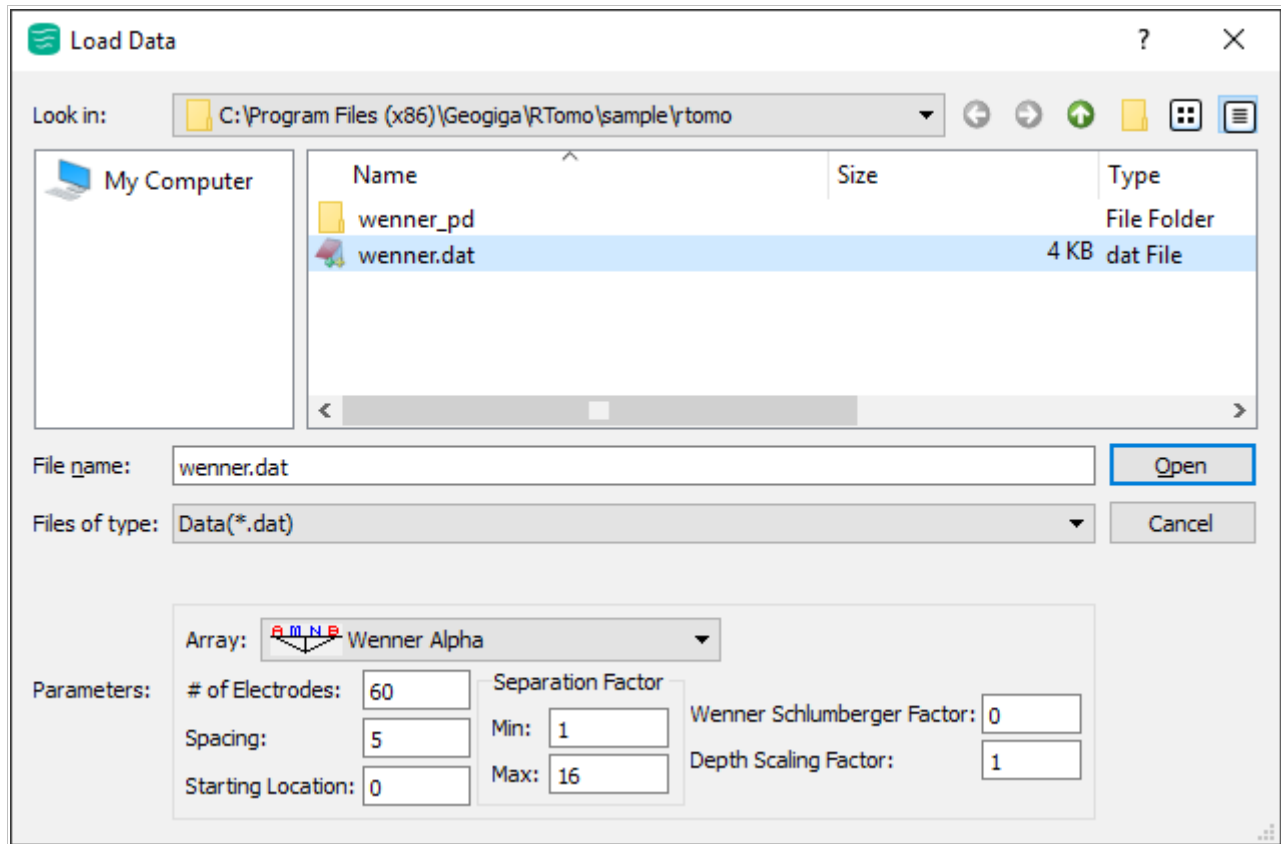 Load Data
?
Look in: C:\Program Files (x86)\Geogiga\RTomo\sample\rtomo
My Computer
Name Size Type
wenner_pd File Folder
wenner.dat 4 KB dat File
File name: wenner.dat Open
Files of type: Data(*.dat) Cancel
Array: A M N B Wenner Alpha
Parameters:
# of Electrodes: 60
Spacing: 5
Starting Location: 0
Separation Factor
Min: 1
Max: 16
Wenner Schlumberger Factor: 0
Depth Scaling Factor: 1